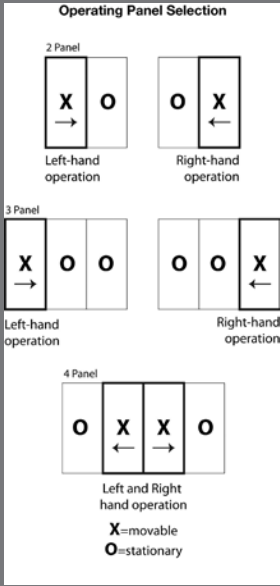 Operating Panel Selection
2 Panel
X O
→
O X
←
Left-hand
operation
Right-hand
operation
3 Panel
X O O
→
O O X
←
Left-hand
operation
Right-hand
operation
4 Panel
O X X O
← →
Left and Right
hand operation
X=movable
O=stationary